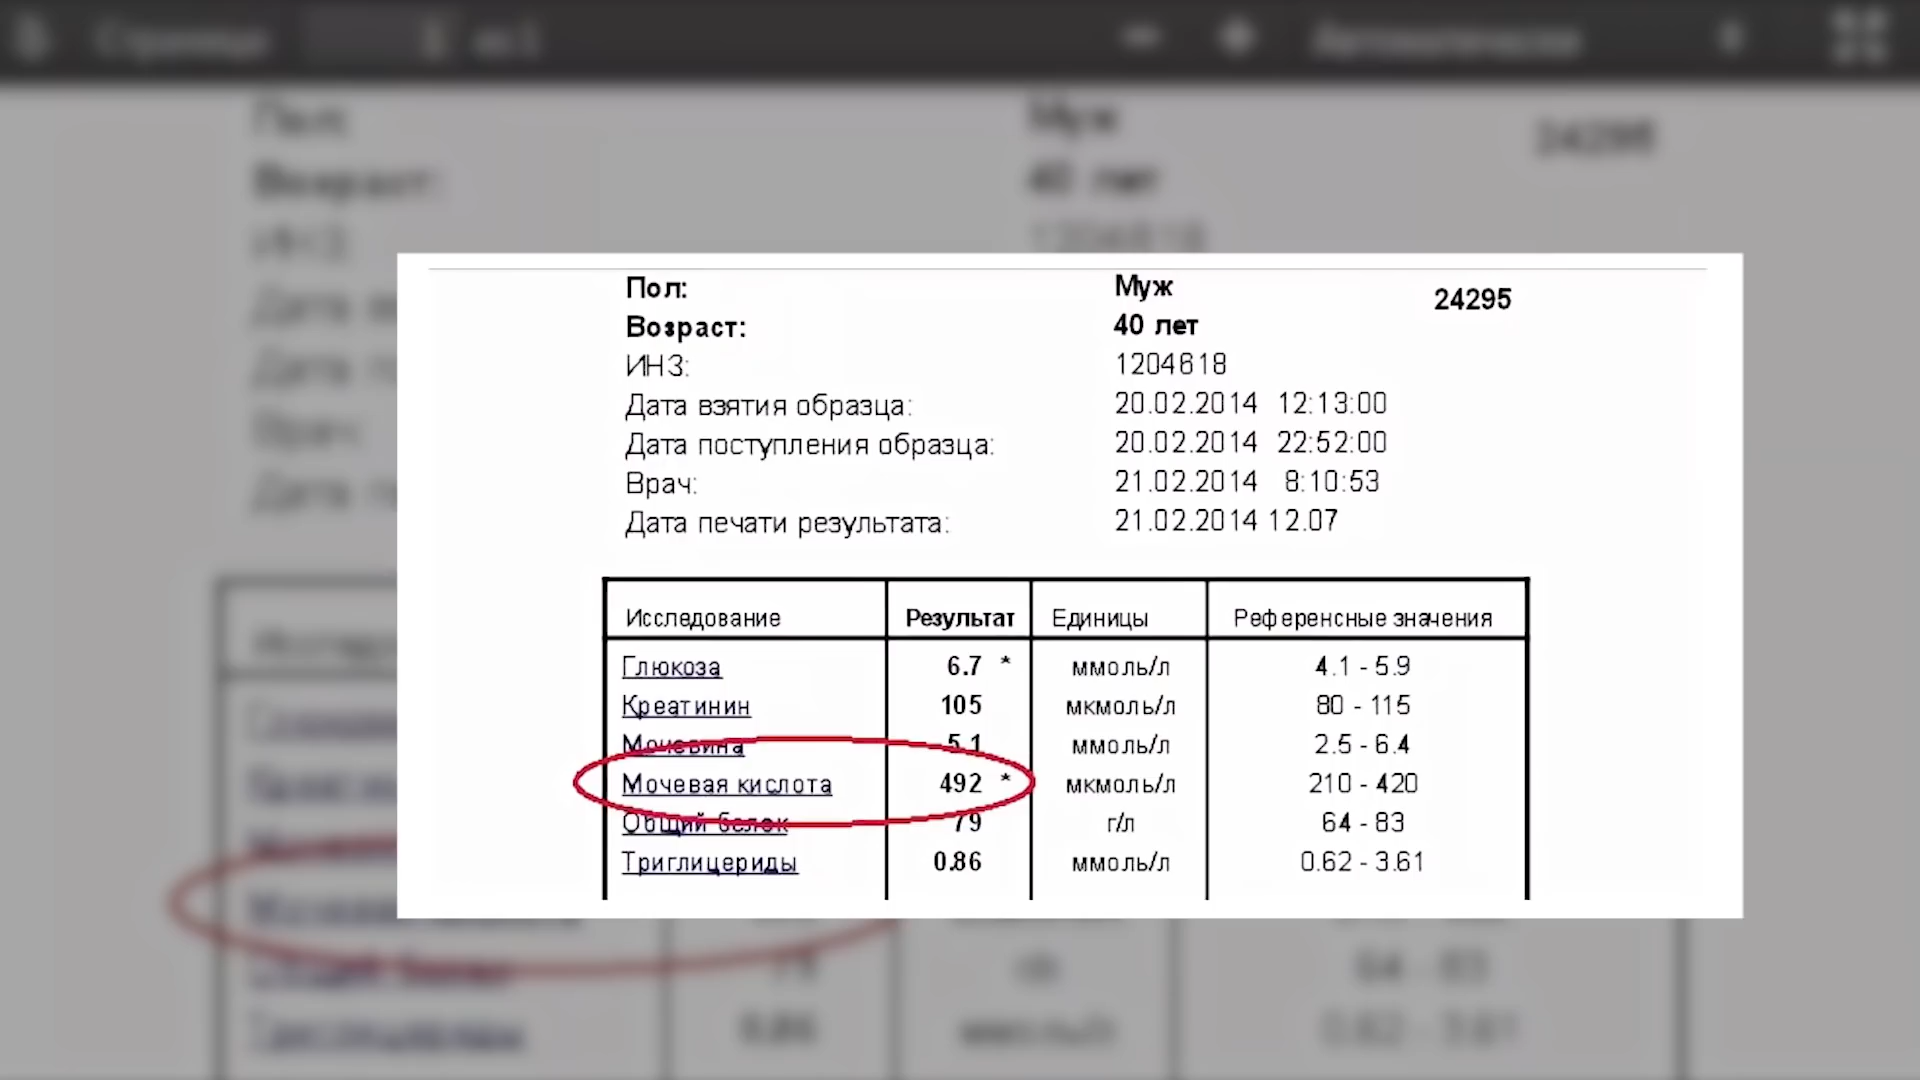 Страница 1 из 1
Пол: Муж 24295
Возраст: 40 лет
ИНЗ: 1204618
Дата взятия образца: 20.02.2014 12:13:00
Дата поступления образца: 20.02.2014 22:52:00
Врач: 21.02.2014 8:10:53
Дата печати результата: 21.02.2014 12.07
Исследование Результат Единицы Референсные значения
Глюкоза 6.7 * ммоль/л 4.1 - 5.9
Креатинин 105 мкмоль/л 80 - 115
Мочевина 5.1 ммоль/л 2.5 - 6.4
Мочевая кислота 492 * мкмоль/л 210 - 420
Общий белок 79 г/л 64 - 83
Триглицериды 0.86 ммоль/л 0.62 - 3.61